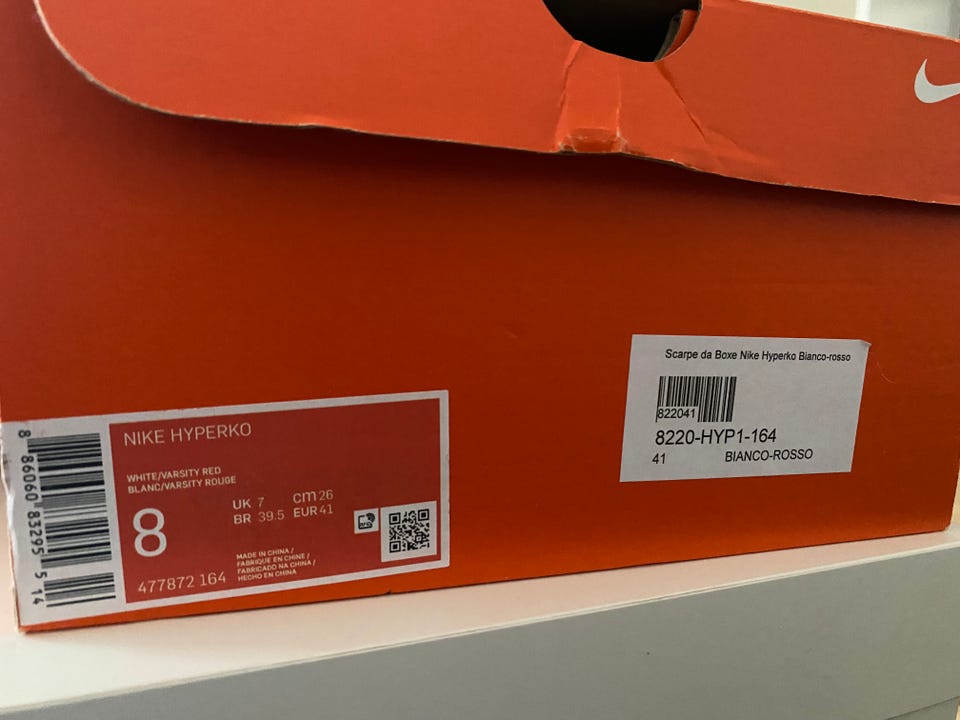 Scarpe da Boxe Nike Hyperko Bianco-rosso
822041
8220-HYP1-164
41 BIANCO-ROSSO
NIKE HYPERKO
WHITE/VARSITY RED
BLANC/VARSITY ROUGE
8
UK 7 CM 26
BR 39.5 EUR 41
MADE IN CHINA /
FABRIQUE EN CHINE /
FABRICADO NA CHINA /
HECHO EN CHINA
477872 164
8 86060 83295 5 14